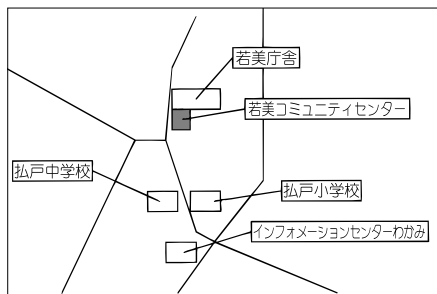 若美庁舎
若美コミュニティセンター
払戸中学校
払戸小学校
インフォメーションセンターわかみ